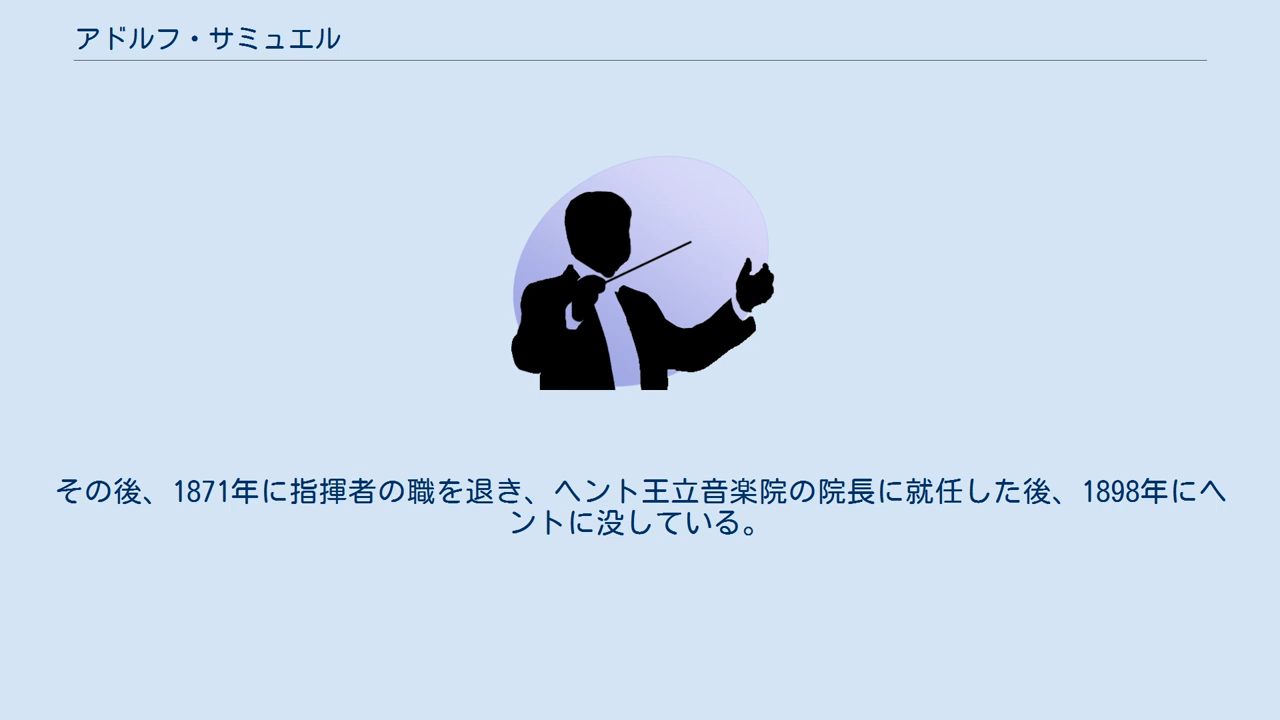 アドルフ・サミュエル
その後、1871年に指揮者の職を退き、ヘント王立音楽院の院長に就任した後、1898年にヘ
ントに没している。